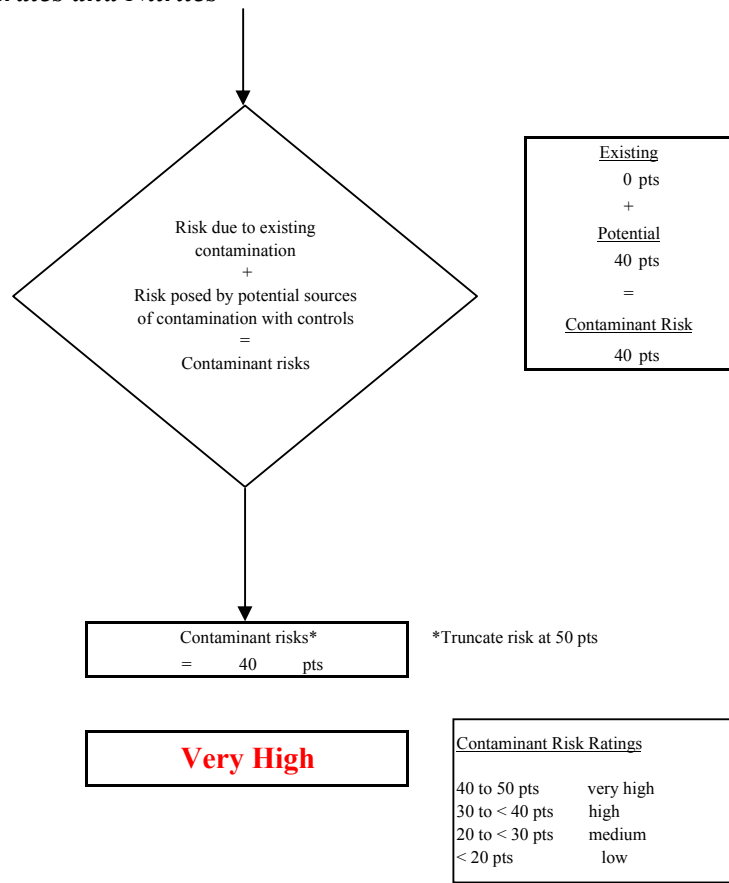 and Nitrites
Risk due to existing
contamination
+
Risk posed by potential sources
of contamination with controls
=
Contaminant risks
Existing
0 pts
+
Potential
40 pts
=
Contaminant Risk
40 pts
Contaminant risks*
= 40 pts
*Truncate risk at 50 pts
Very High
Contaminant Risk Ratings
40 to 50 pts very high
30 to < 40 pts high
20 to < 30 pts medium
< 20 pts low